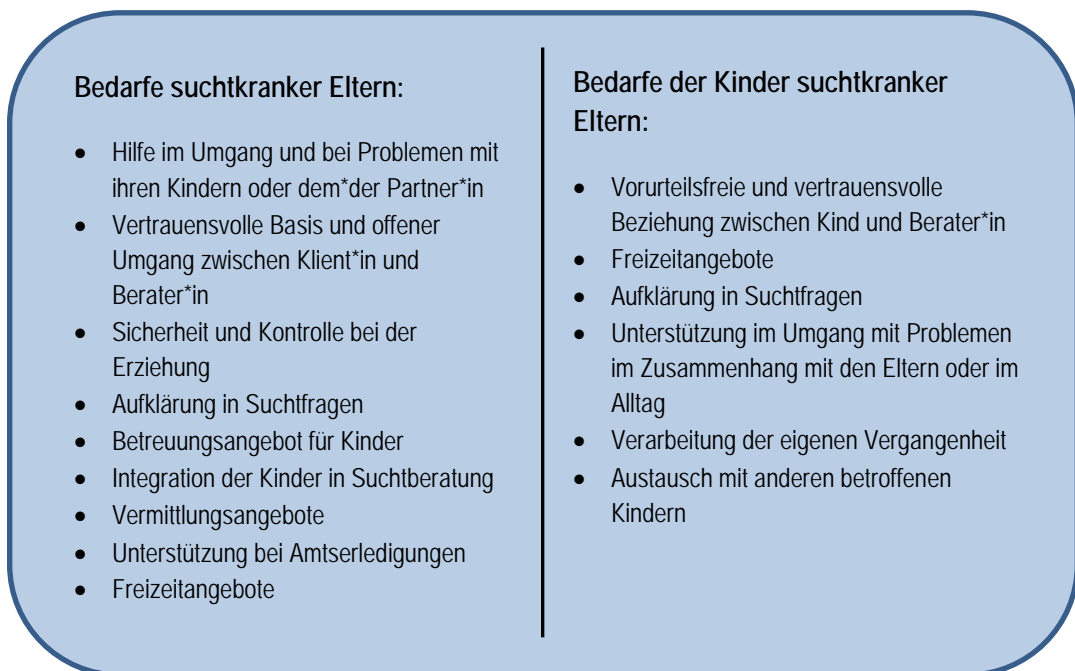 Bedarfe suchtkranker Eltern:
• Hilfe im Umgang und bei Problemen mit
ihren Kindern oder dem*der Partner*in
• Vertrauensvolle Basis und offener
Umgang zwischen Klient*in und
Berater*in
• Sicherheit und Kontrolle bei der
Erziehung
• Aufklärung in Suchtfragen
• Betreuungsangebot für Kinder
• Integration der Kinder in Suchtberatung
• Vermittlungsangebote
• Unterstützung bei Amtserledigungen
• Freizeitangebote
Bedarfe der Kinder suchtkranker
Eltern:
• Vorurteilsfreie und vertrauensvolle
Beziehung zwischen Kind und Berater*in
• Freizeitangebote
• Aufklärung in Suchtfragen
• Unterstützung im Umgang mit Problemen
im Zusammenhang mit den Eltern oder im
Alltag
• Verarbeitung der eigenen Vergangenheit
• Austausch mit anderen betroffenen
Kindern